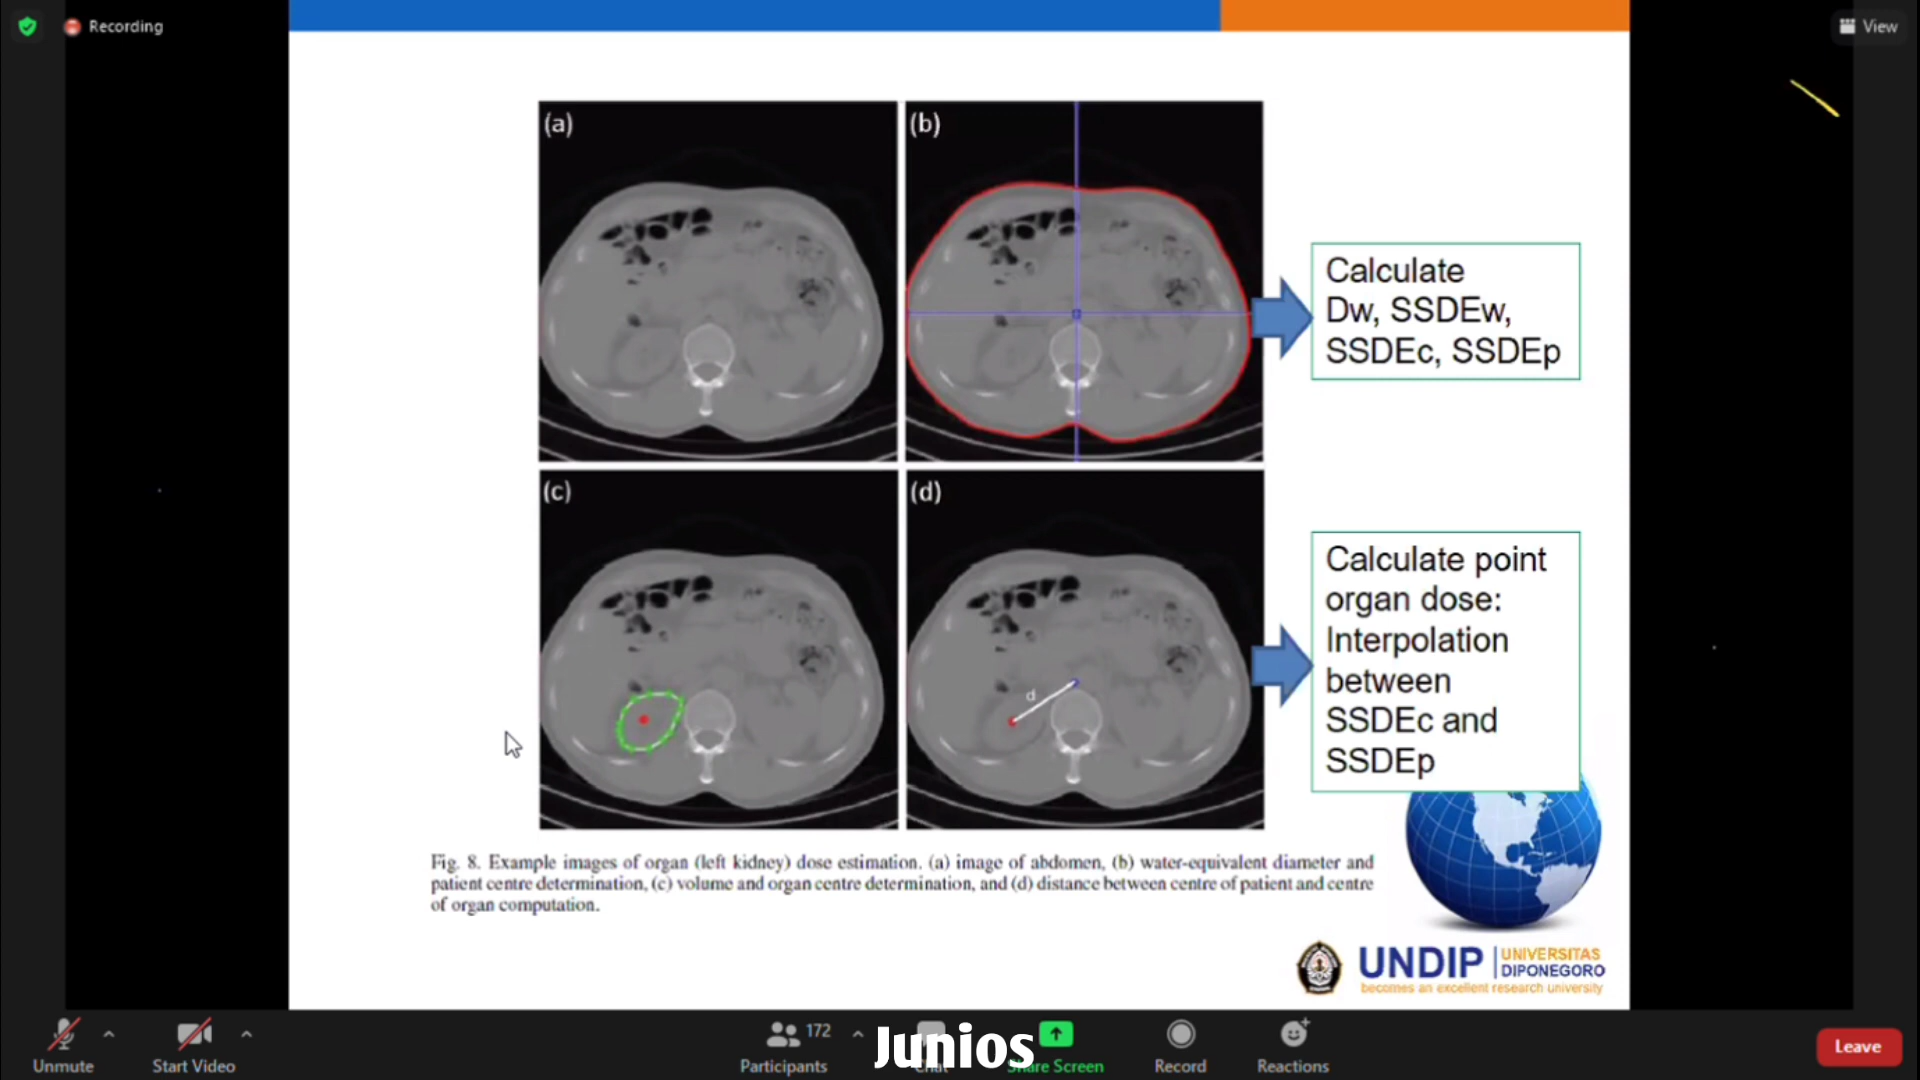 Recording
View
(a)
(b)
Calculate
Dw, SSDEw,
SSDEc, SSDEp
(c)
(d)
d
Calculate point
organ dose:
Interpolation
between
SSDEc and
SSDEp
Fig. 8. Example images of organ (left kidney) dose estimation. (a) image of abdomen, (b) water-equivalent diameter and
patient centre determination, (c) volume and organ centre determination, and (d) distance between centre of patient and centre
of organ computation.
UNDIP
UNIVERSITAS
DIPONEGORO
becomes an excellent research university
172
Junios
Unmute
Start Video
Participants
Chat
Share Screen
Record
Reactions
Leave